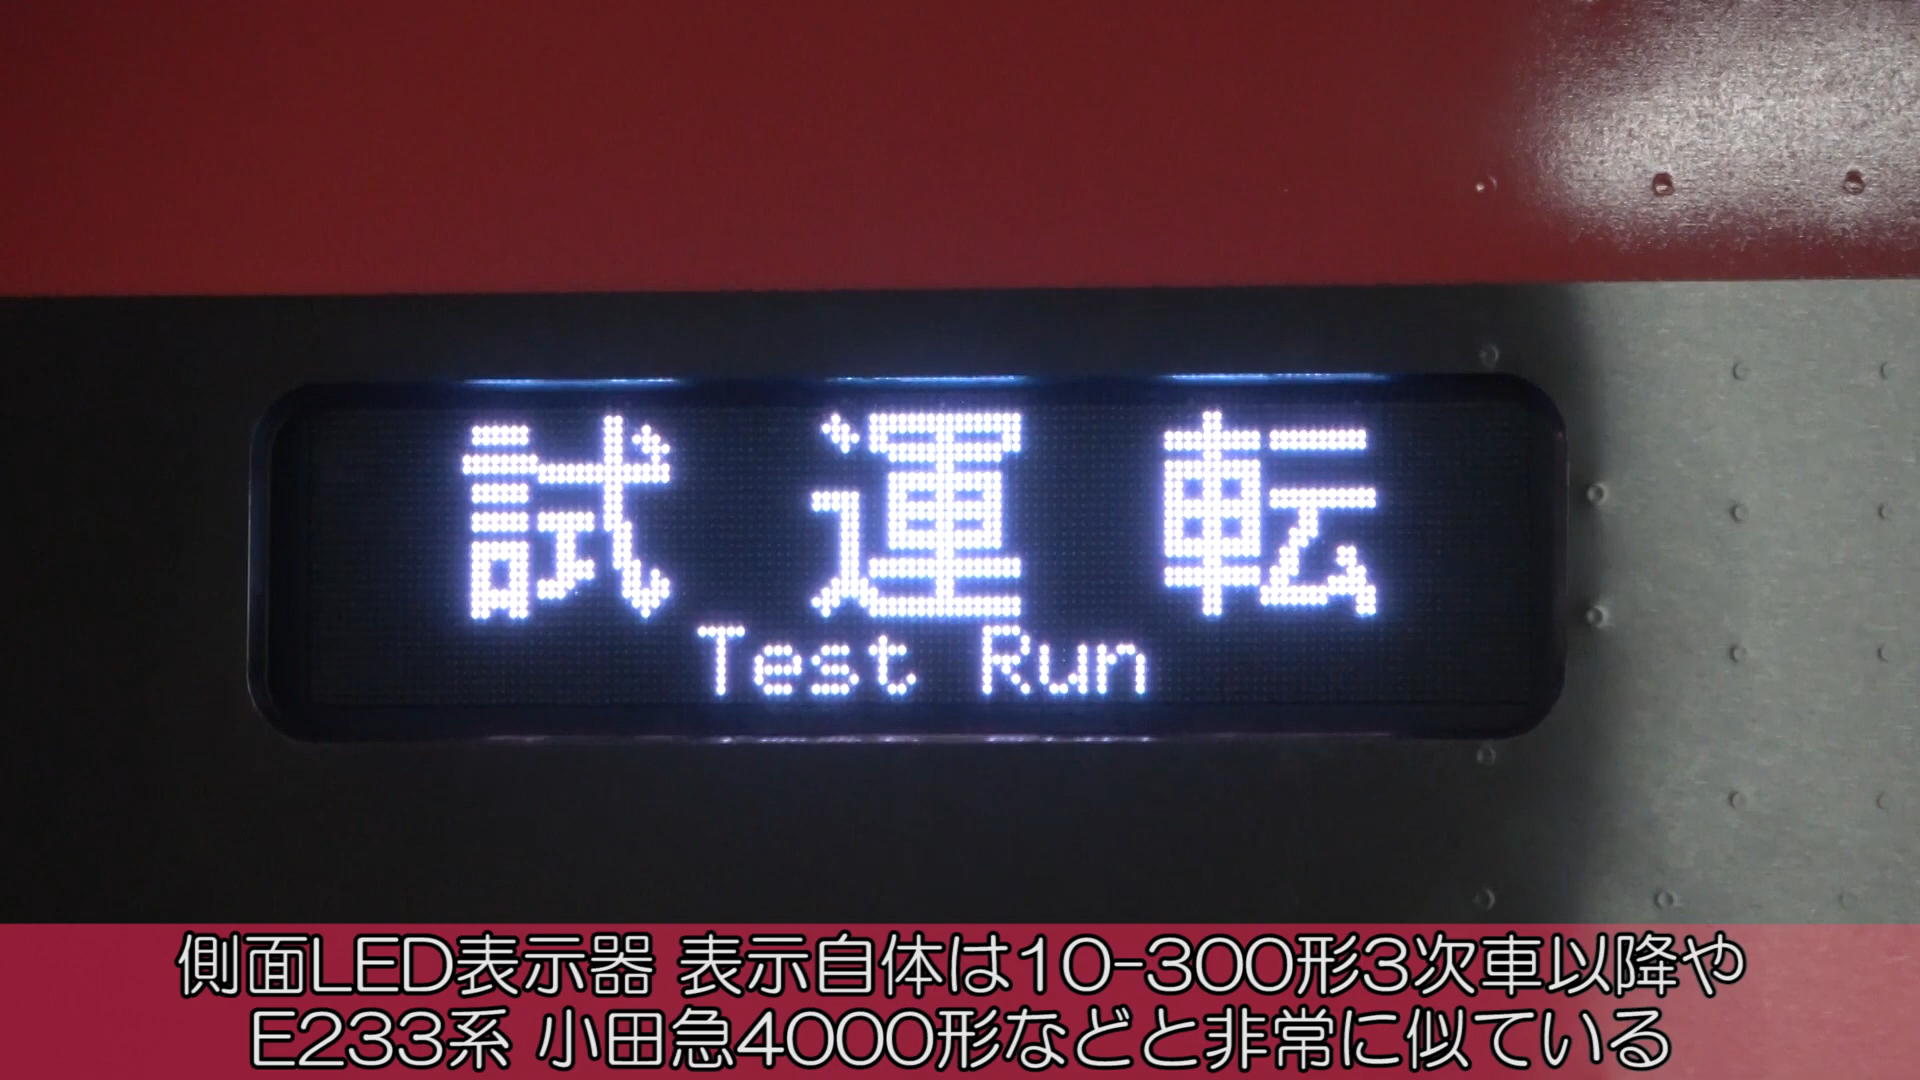 試運転
Test Run
側面LED表示器 表示自体は10-300形3次車以降や
E233系 小田急4000形などと非常に似ている